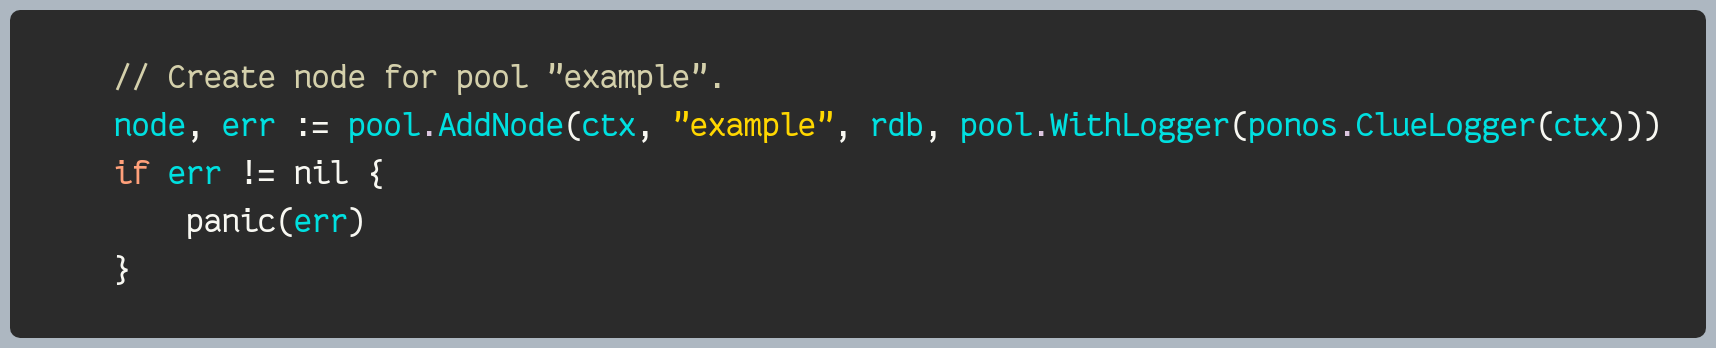 // Create node for pool "example".
node, err := pool.AddNode(ctx, "example", rdb, pool.WithLogger(ponos.ClueLogger(ctx)))
if err != nil {
    panic(err)
}